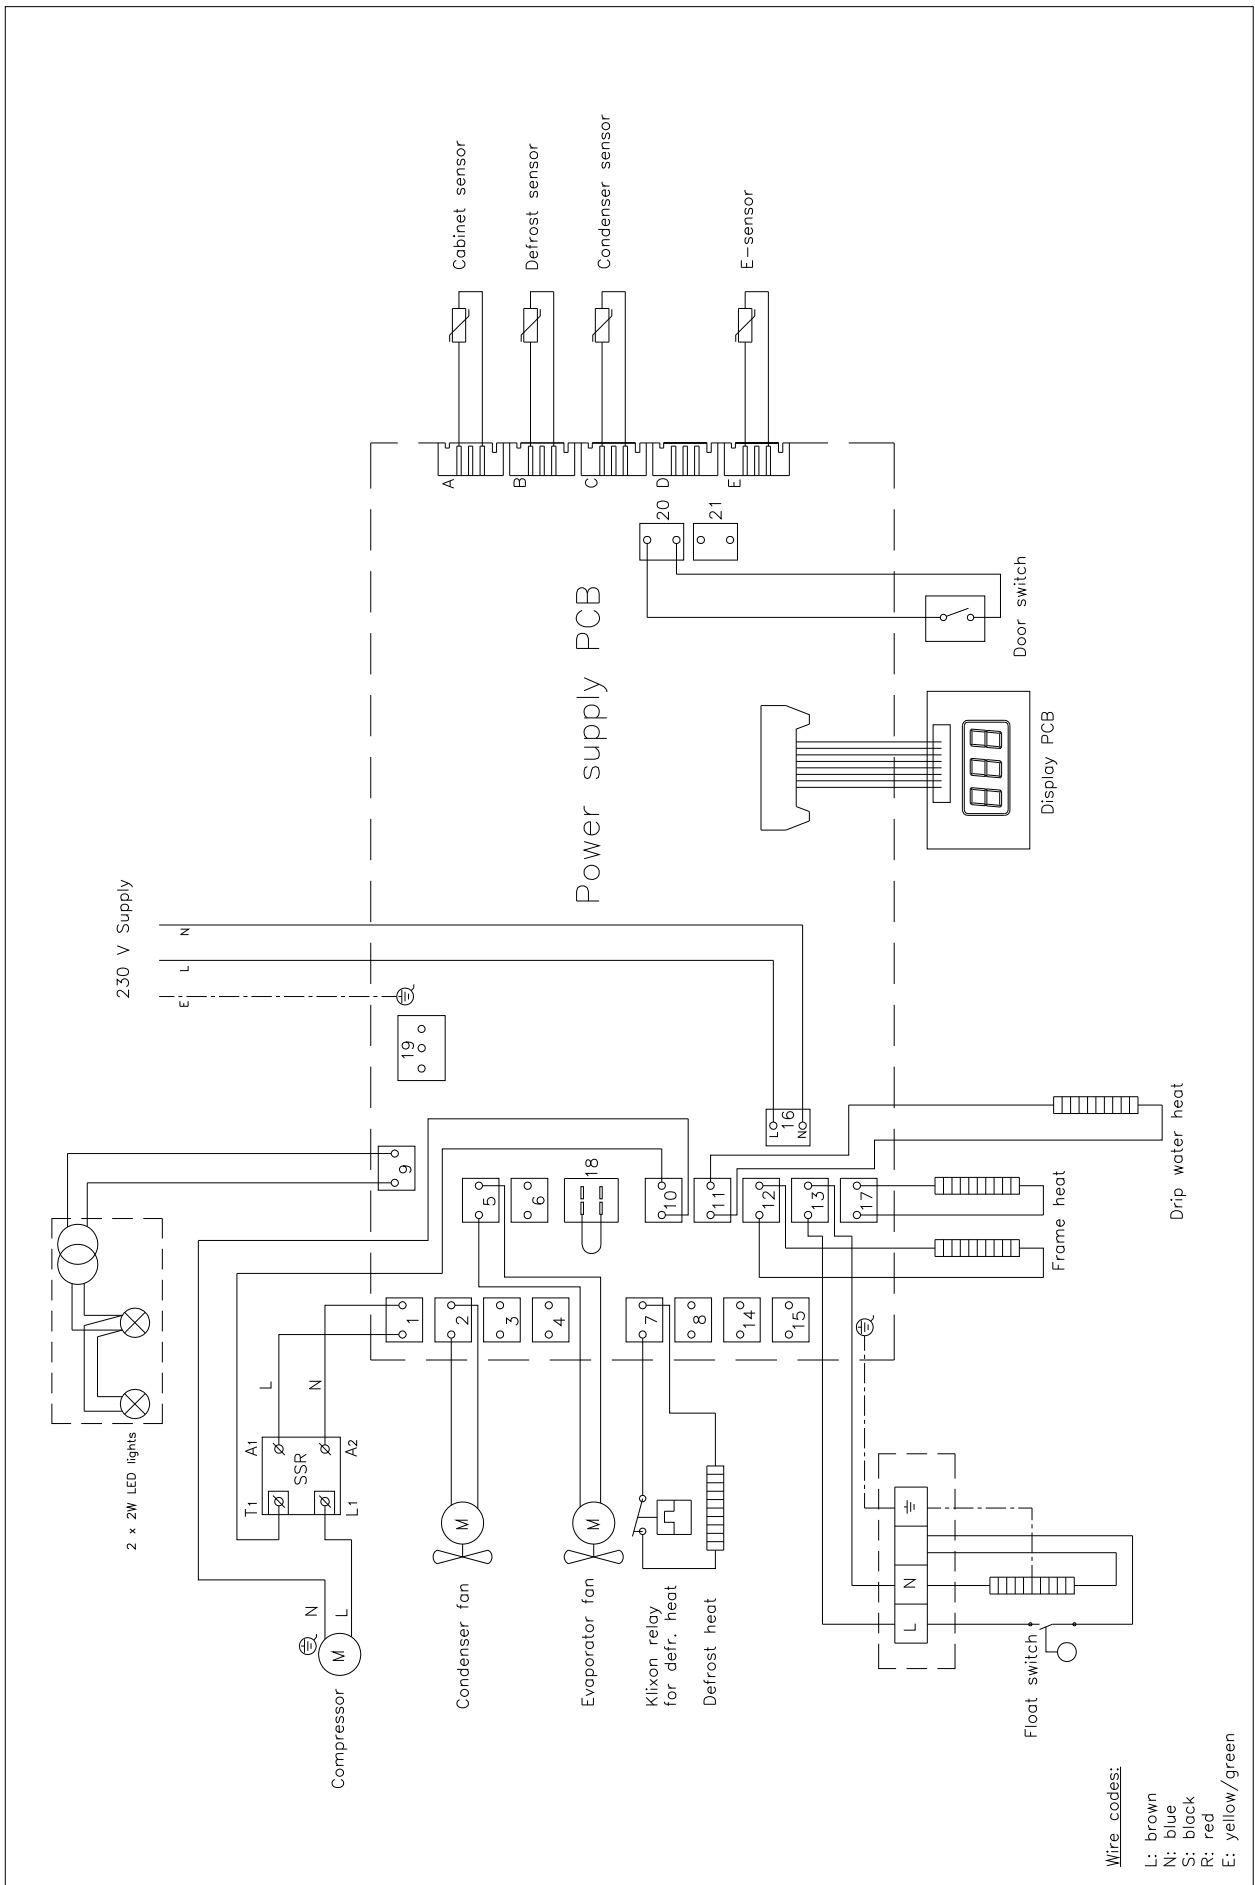 Cabinet sensor
Defrost sensor
Condenser sensor
E-sensor
A
B
C
D
E
20
21
Door switch
Power supply PCB
Display PCB
230 V Supply
N
L
E
19
L
16
N
9
5
6
18
10
11
12
13
17
Drip water heat
Frame heat
1
2
3
4
7
8
14
15
2 x 2W LED lights
L
N
A1
A2
SSR
T1
L1
N
L
M
Compressor
M
Condenser fan
M
Evaporator fan
Klixon relay
for defr. heat
Defrost heat
N
L
Float switch
Wire codes:
L: brown
N: blue
S: black
R: red
E: yellow/green